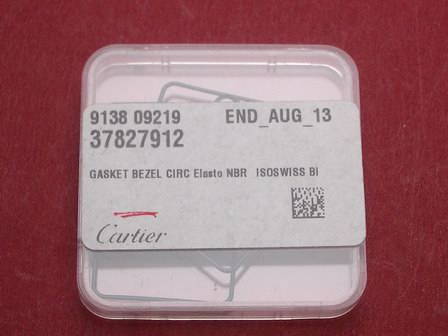 9138 09219 END_AUG_13
37827912
GASKET BEZEL CIRC Elasto NBR ISOSWISS BI
Cartier